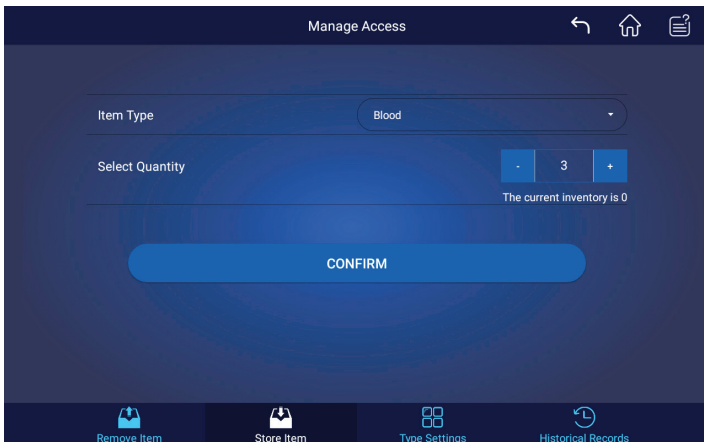 Manage Access
Item Type
Blood
Select Quantity
- 3 +
The current inventory is 0
CONFIRM
Remove Item Store Item Type Settings Historical Records